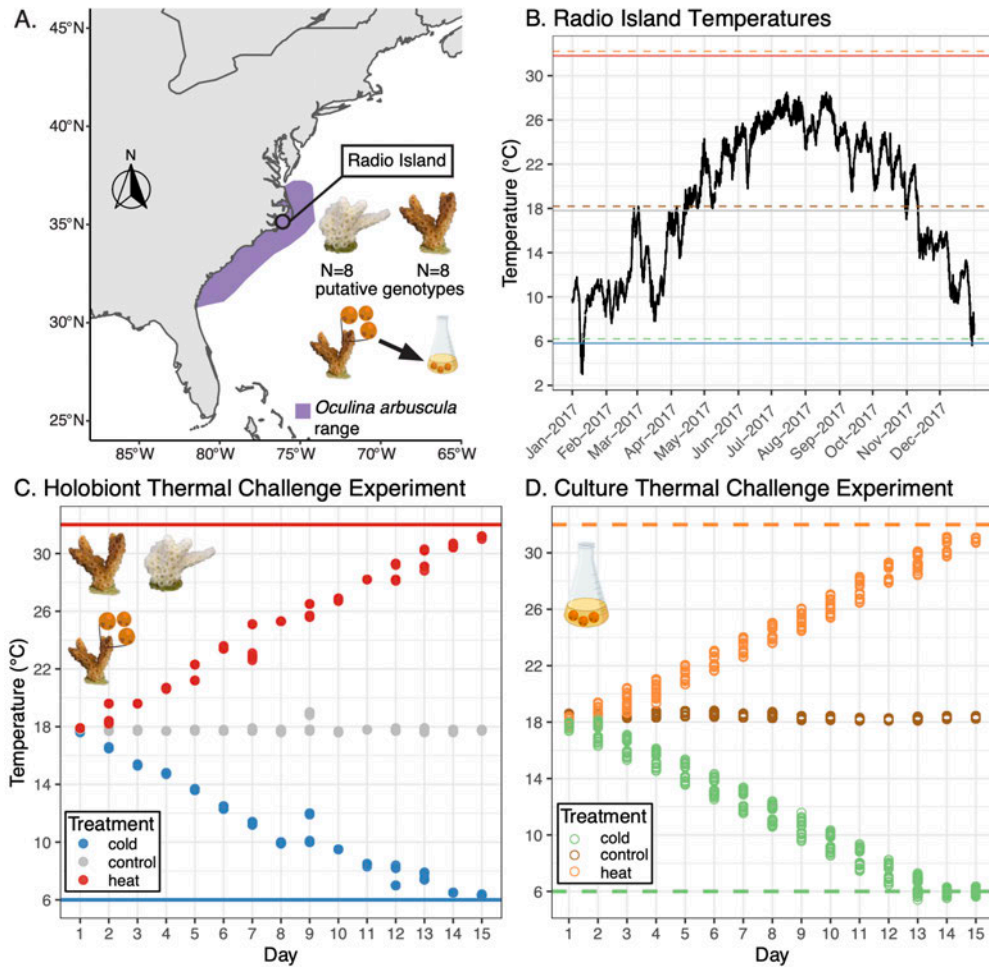 A.
45°N
40°N
35°N
30°N
25°N
85°W
80°W
75°W
70°W
65°W
N
Radio Island
N=8
N=8
putative genotypes
Oculina arbuscula
range
B. Radio Island Temperatures
Temperature (°C)
30
26
22
18
14
10
6
2
Jan-2017
Feb-2017
Mar-2017
Apr-2017
May-2017
Jun-2017
Jul-2017
Aug-2017
Sep-2017
Oct-2017
Nov-2017
Dec-2017
C. Holobiont Thermal Challenge Experiment
Temperature (°C)
30
26
22
18
14
10
6
Treatment
cold
control
heat
1 2 3 4 5 6 7 8 9 10 11 12 13 14 15
Day
D. Culture Thermal Challenge Experiment
30
26
22
18
14
10
6
Treatment
cold
control
heat
1 2 3 4 5 6 7 8 9 10 11 12 13 14 15
Day